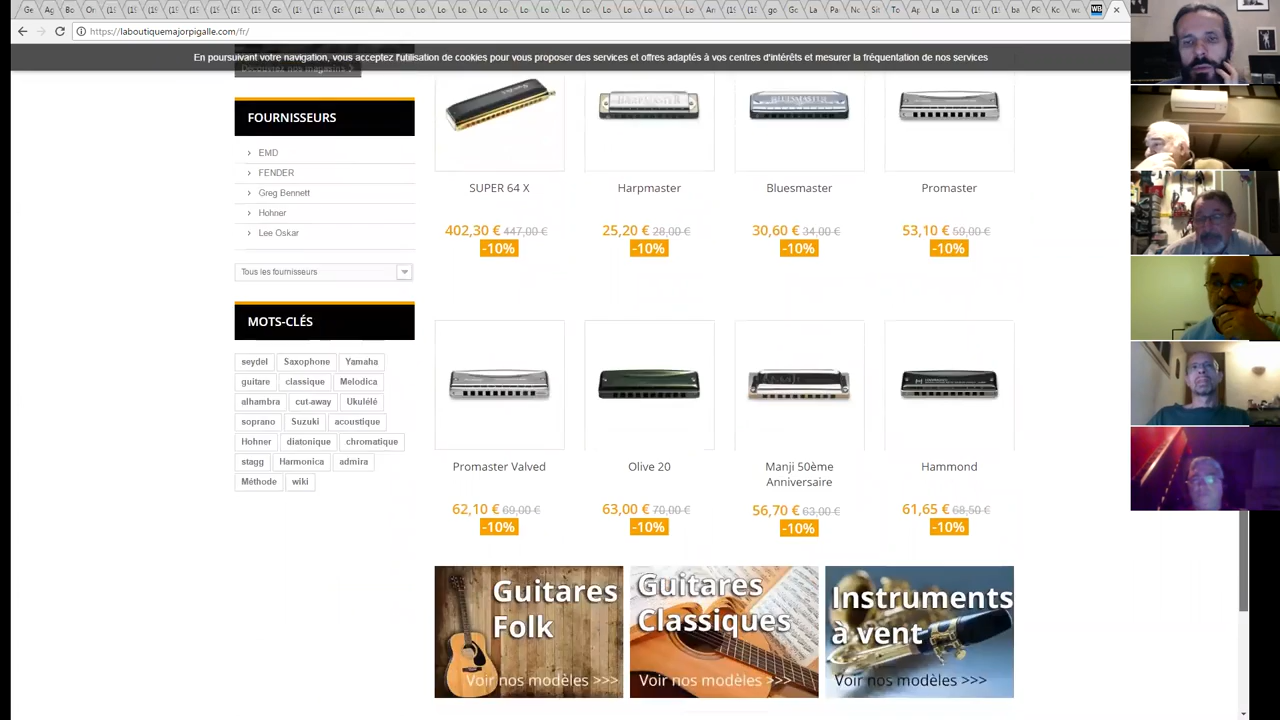 https://laboutiquemajorpigalle.com/fr/
En poursuivant votre navigation, vous acceptez l'utilisation de cookies pour vous proposer des services et offres adaptés à vos centres d'intérêts et mesurer la fréquentation de nos services
Découvrez nos magasins
FOURNISSEURS
EMD
FENDER
Greg Bennett
Hohner
Lee Oskar
Tous les fournisseurs
MOTS-CLÉS
seydel Saxophone Yamaha
guitare classique Melodica
alhambra cut-away Ukulélé
soprano Suzuki acoustique
Hohner diatonique chromatique
stagg Harmonica admira
Méthode wiki
SUPER 64 X Harpmaster Bluesmaster Promaster
402,30 € 447,00 € 25,20 € 28,00 € 30,60 € 34,00 € 53,10 € 59,00 €
-10% -10% -10% -10%
Promaster Valved Olive 20 Manji 50ème Hammond
Anniversaire
62,10 € 69,00 € 63,00 € 70,00 € 56,70 € 63,00 € 61,65 € 68,50 €
-10% -10% -10% -10%
Guitares
Folk
Voir nos modèles >>>
Guitares
Classiques
Voir nos modèles >>>
Instruments
à vent
Voir nos modèles >>>